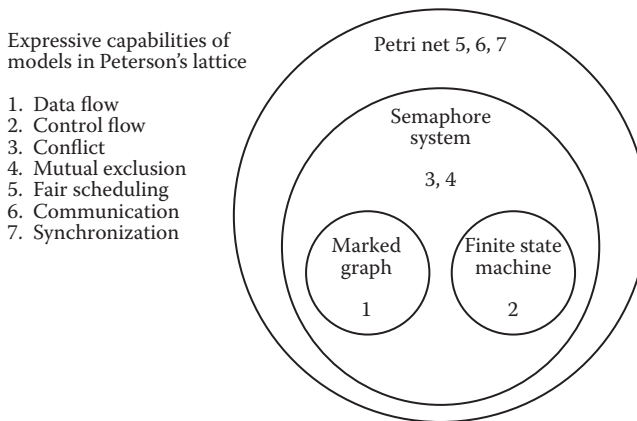 Expressive capabilities of
models in Peterson's lattice
1. Data flow
2. Control flow
3. Conflict
4. Mutual exclusion
5. Fair scheduling
6. Communication
7. Synchronization
Petri net 5, 6, 7
Semaphore
system
3, 4
Marked
graph
1
Finite state
machine
2